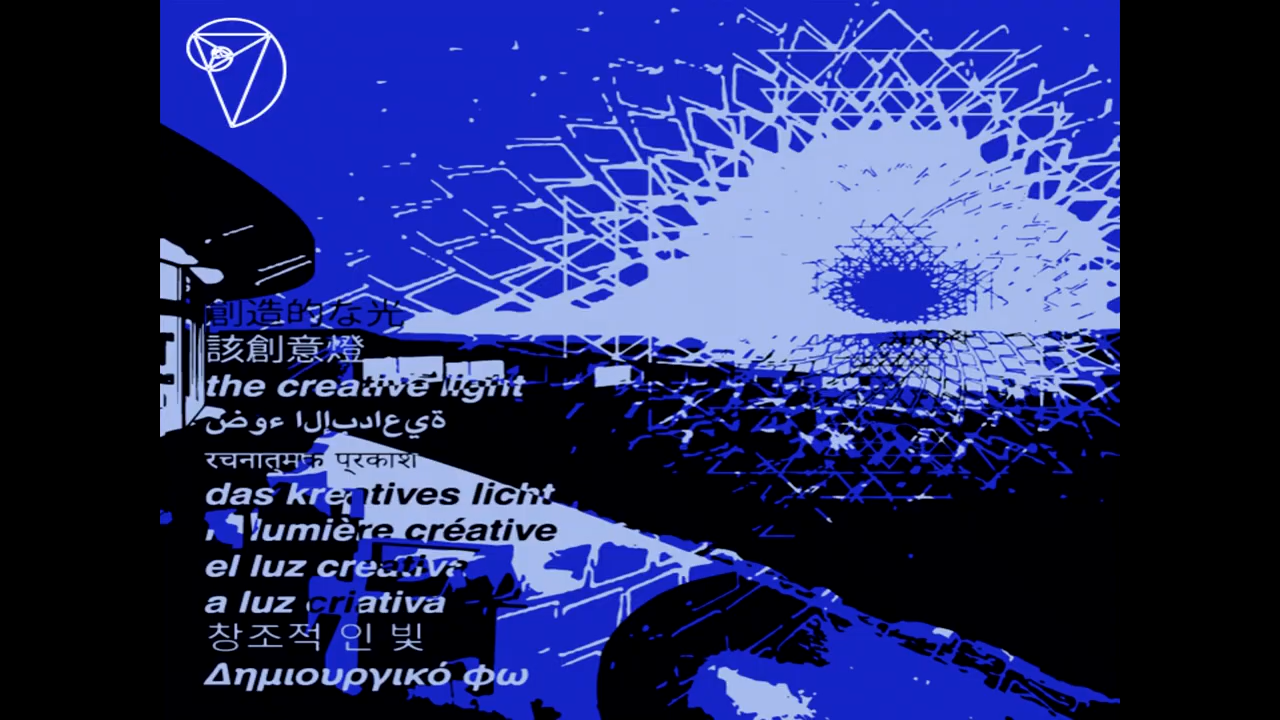 創造的な光
該創意燈
the creative light
ضوء الإبداعية
रचनात्मक प्रकाश
das kreatives licht
lumière créative
el luz creativa
a luz criativa
창조적 인 빛
Δημιουργικό φω